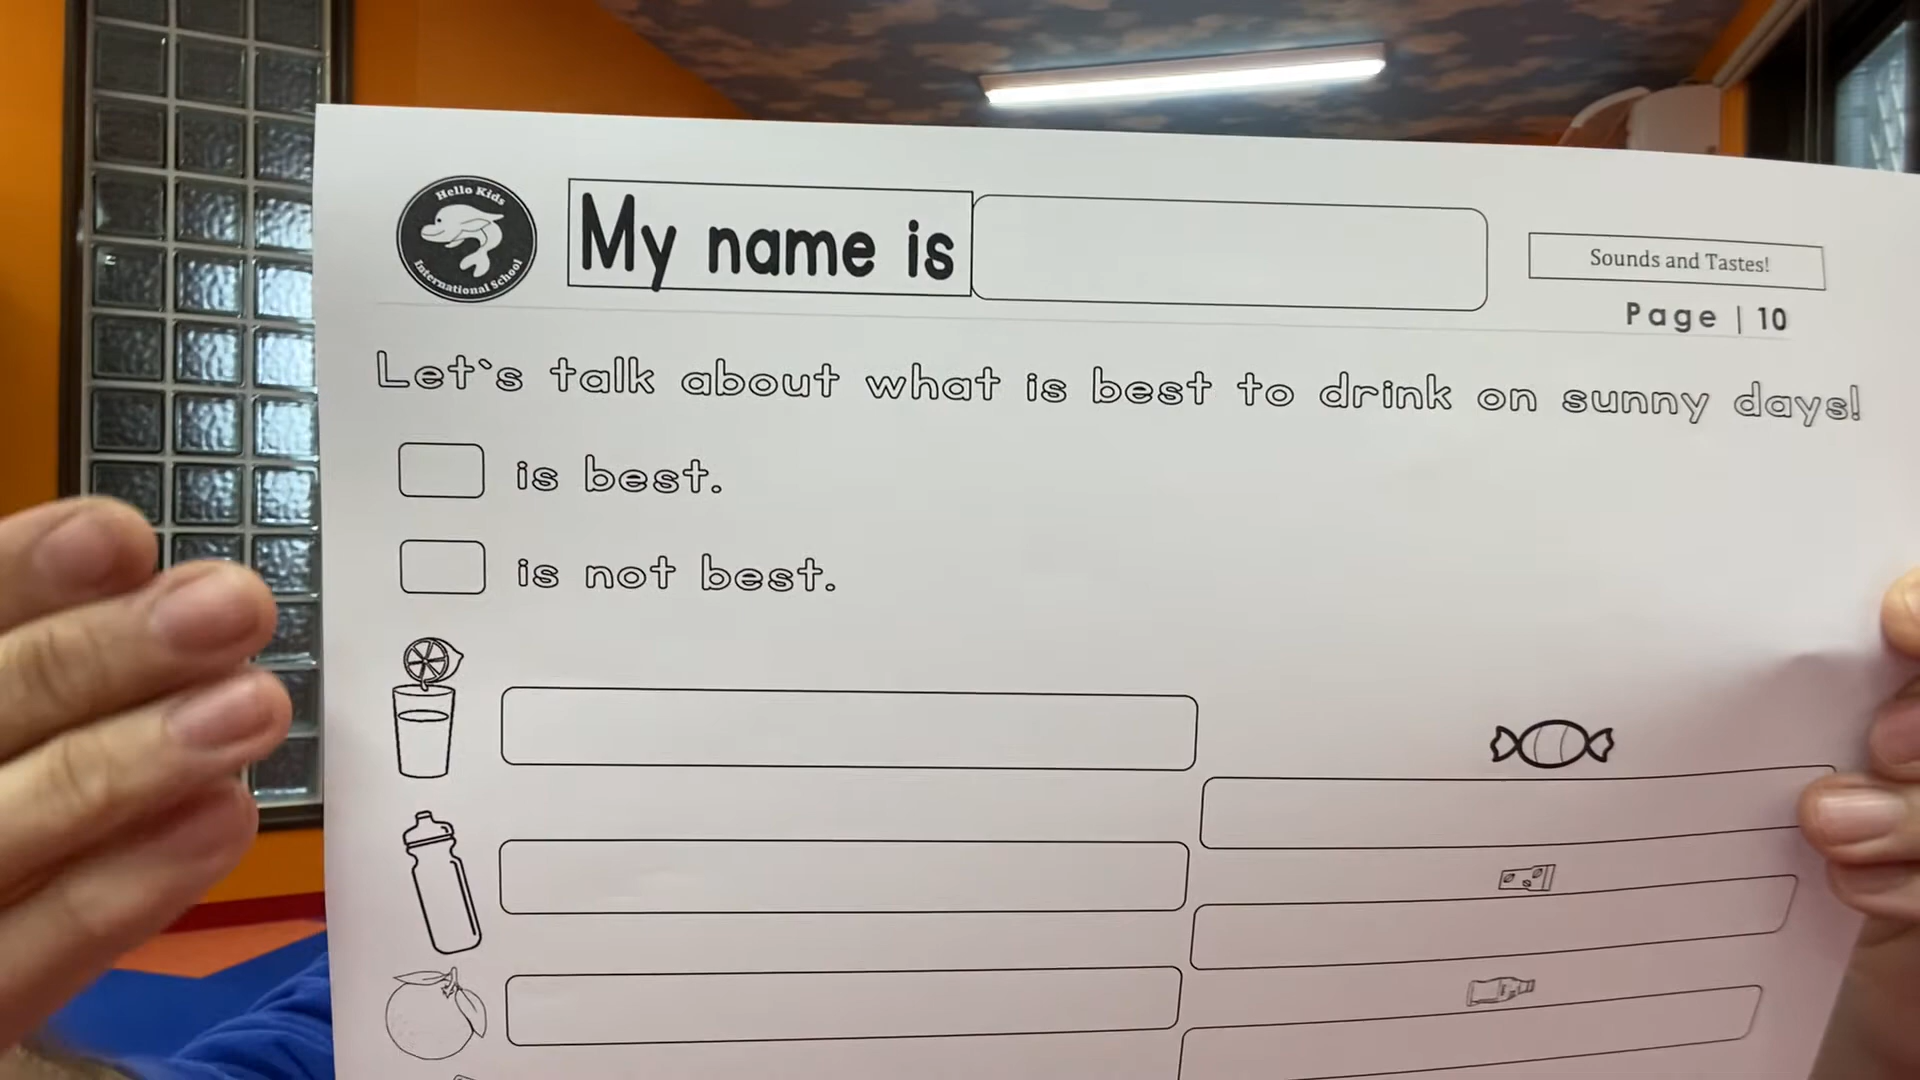 Hello Kids
International School
My name is
Sounds and Tastes!
Page | 10
Let`s talk about what is best to drink on sunny days!
is best.
is not best.